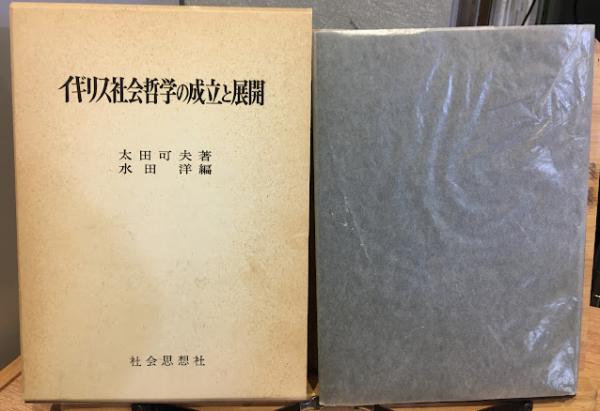 イギリス社会哲学の成立と展開
太田可夫著
水田洋編
社会思想社